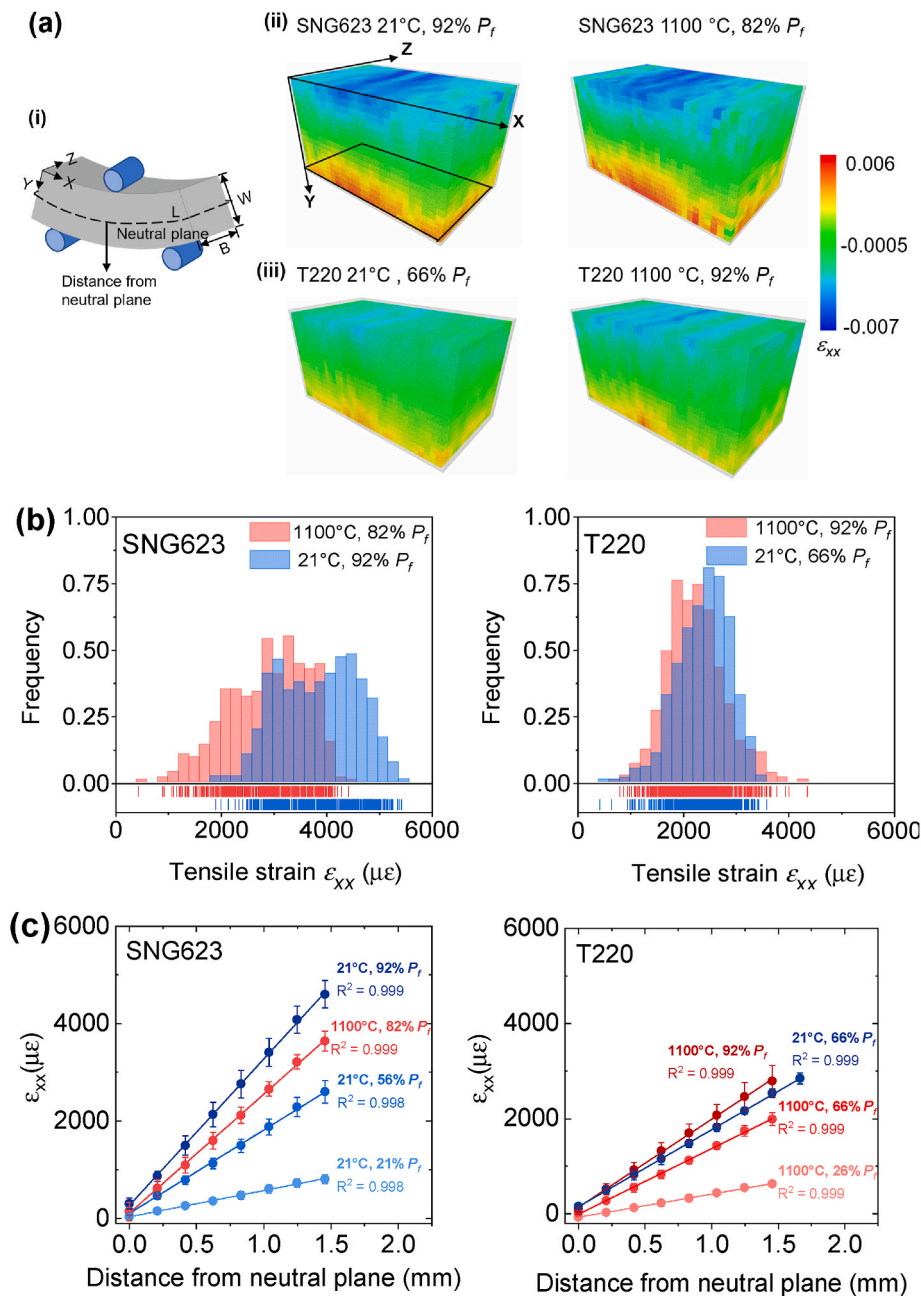 (a)
(ii) SNG623 21°C, 92% Pf
SNG623 1100 °C, 82% Pf
Z
X
Y
(i)
Z
Y
X
L
W
Neutral plane
B
Distance from
neutral plane
0.006
-0.0005
-0.007
εxx
(iii) T220 21°C , 66% Pf
T220 1100 °C, 92% Pf
(b)
SNG623
1100°C, 82% Pf
21°C, 92% Pf
1.00
0.75
0.50
0.25
0.00
Frequency
0 2000 4000 6000
Tensile strain εxx (με)
T220
1100°C, 92% Pf
21°C, 66% Pf
1.00
0.75
0.50
0.25
0.00
Frequency
0 2000 4000 6000
Tensile strain εxx (με)
(c)
SNG623
6000
4000
2000
0
εxx(με)
21°C, 92% Pf
R2 = 0.999
1100°C, 82% Pf
R2 = 0.999
21°C, 56% Pf
R2 = 0.998
21°C, 21% Pf
R2 = 0.998
0.0 0.5 1.0 1.5 2.0
Distance from neutral plane (mm)
T220
6000
4000
2000
0
εxx(με)
1100°C, 92% Pf
R2 = 0.999
21°C, 66% Pf
R2 = 0.999
1100°C, 66% Pf
R2 = 0.999
1100°C, 26% Pf
R2 = 0.999
0.0 0.5 1.0 1.5 2.0
Distance from neutral plane (mm)